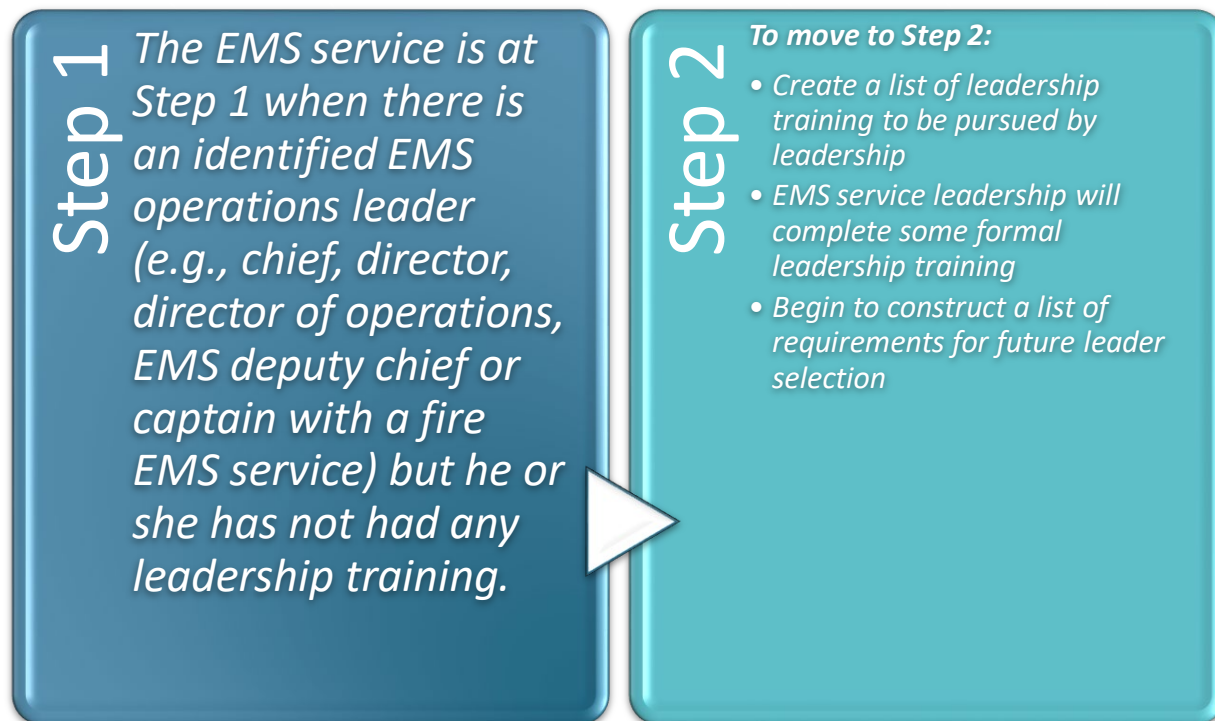 Step 1
The EMS service is at
Step 1 when there is
an identified EMS
operations leader
(e.g., chief, director,
director of operations,
EMS deputy chief or
captain with a fire
EMS service) but he or
she has not had any
leadership training.
Step 2
To move to Step 2:
• Create a list of leadership
training to be pursued by
leadership
• EMS service leadership will
complete some formal
leadership training
• Begin to construct a list of
requirements for future leader
selection